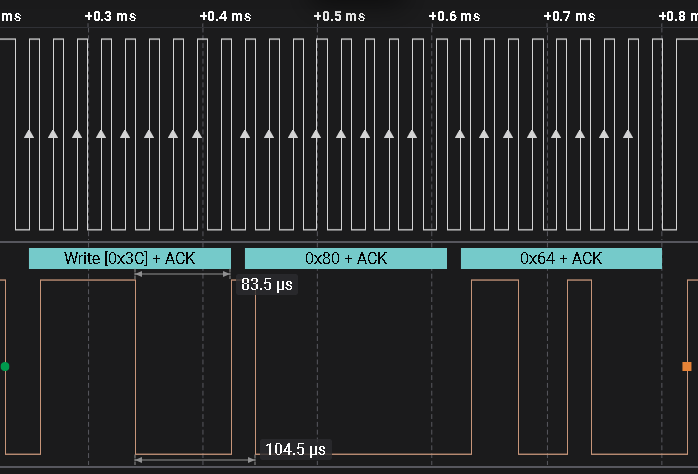 ms
+0.3 ms
+0.4 ms
+0.5 ms
+0.6 ms
+0.7 ms
+0.8 m
Write [0x3C] + ACK
0x80 + ACK
0x64 + ACK
83.5 µs
104.5 µs